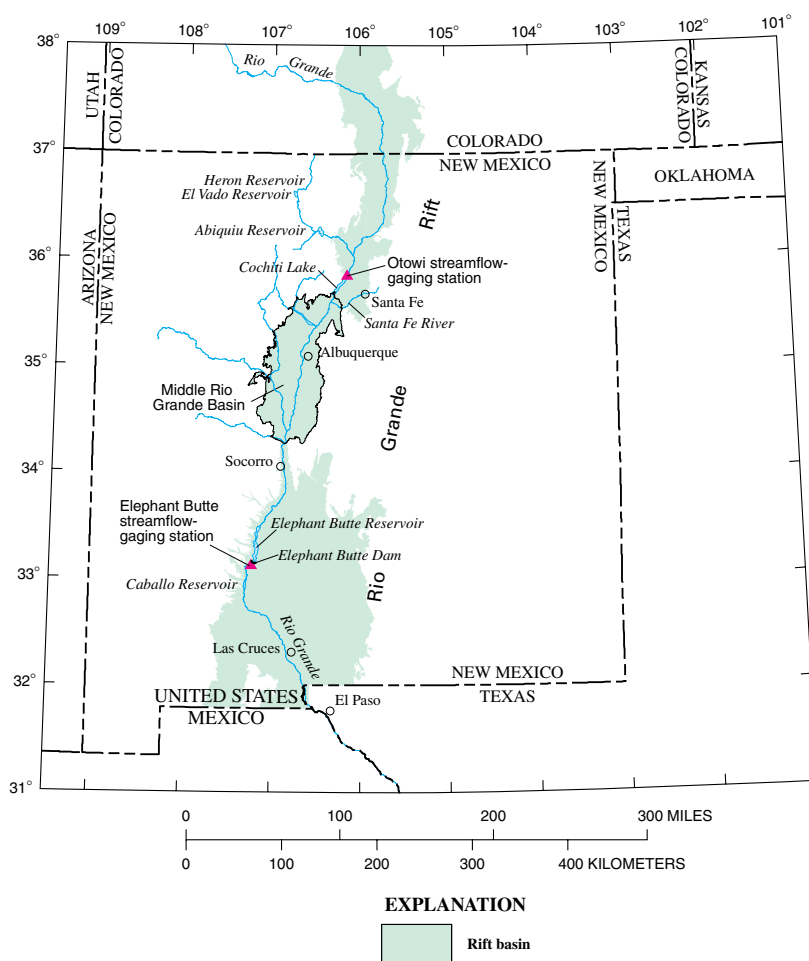 109° 108° 107° 106° 105° 104° 103° 102° 101°
38°
37°
36°
35°
34°
33°
32°
31°
UTAH
COLORADO
Rio Grande
COLORADO
KANSAS
COLORADO
NEW MEXICO
NEW MEXICO
TEXAS
OKLAHOMA
Heron Reservoir
El Vado Reservoir
Abiquiu Reservoir
Rift
ARIZONA
NEW MEXICO
Cochiti Lake
Otowi streamflow-
gaging station
Santa Fe
Santa Fe River
Albuquerque
Middle Rio
Grande Basin
Grande
Socorro
Elephant Butte
streamflow-
gaging station
Elephant Butte Reservoir
Elephant Butte Dam
Caballo Reservoir
Rio
Las Cruces
Rio Grande
NEW MEXICO
TEXAS
UNITED STATES
MEXICO
El Paso
0 100 200 300 MILES
0 100 200 300 400 KILOMETERS
EXPLANATION
Rift basin